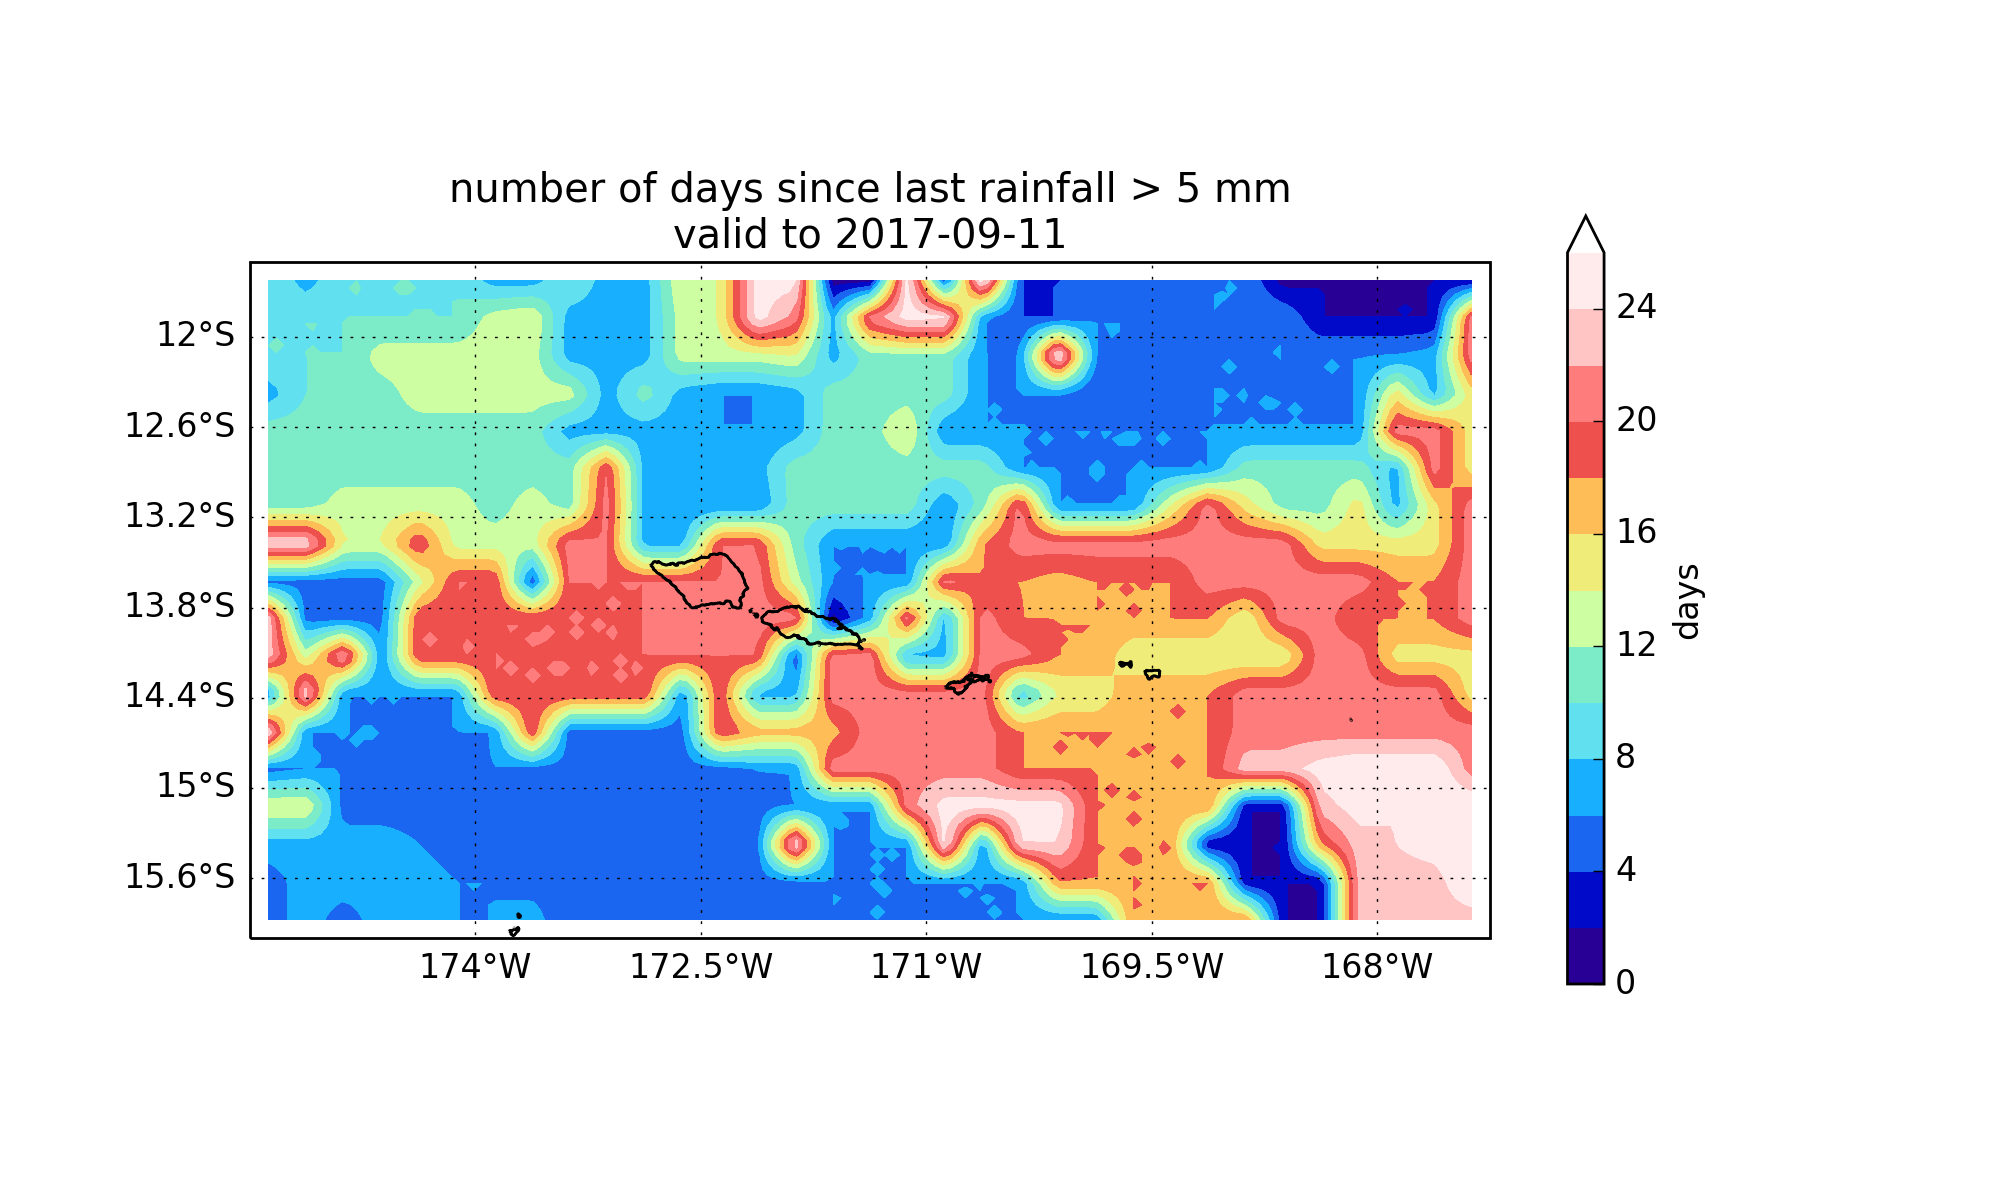 number of days since last rainfall > 5 mm
valid to 2017-09-11
12°S
12.6°S
13.2°S
13.8°S
14.4°S
15°S
15.6°S
174°W
172.5°W
171°W
169.5°W
168°W
24
20
16
12
8
4
0
days